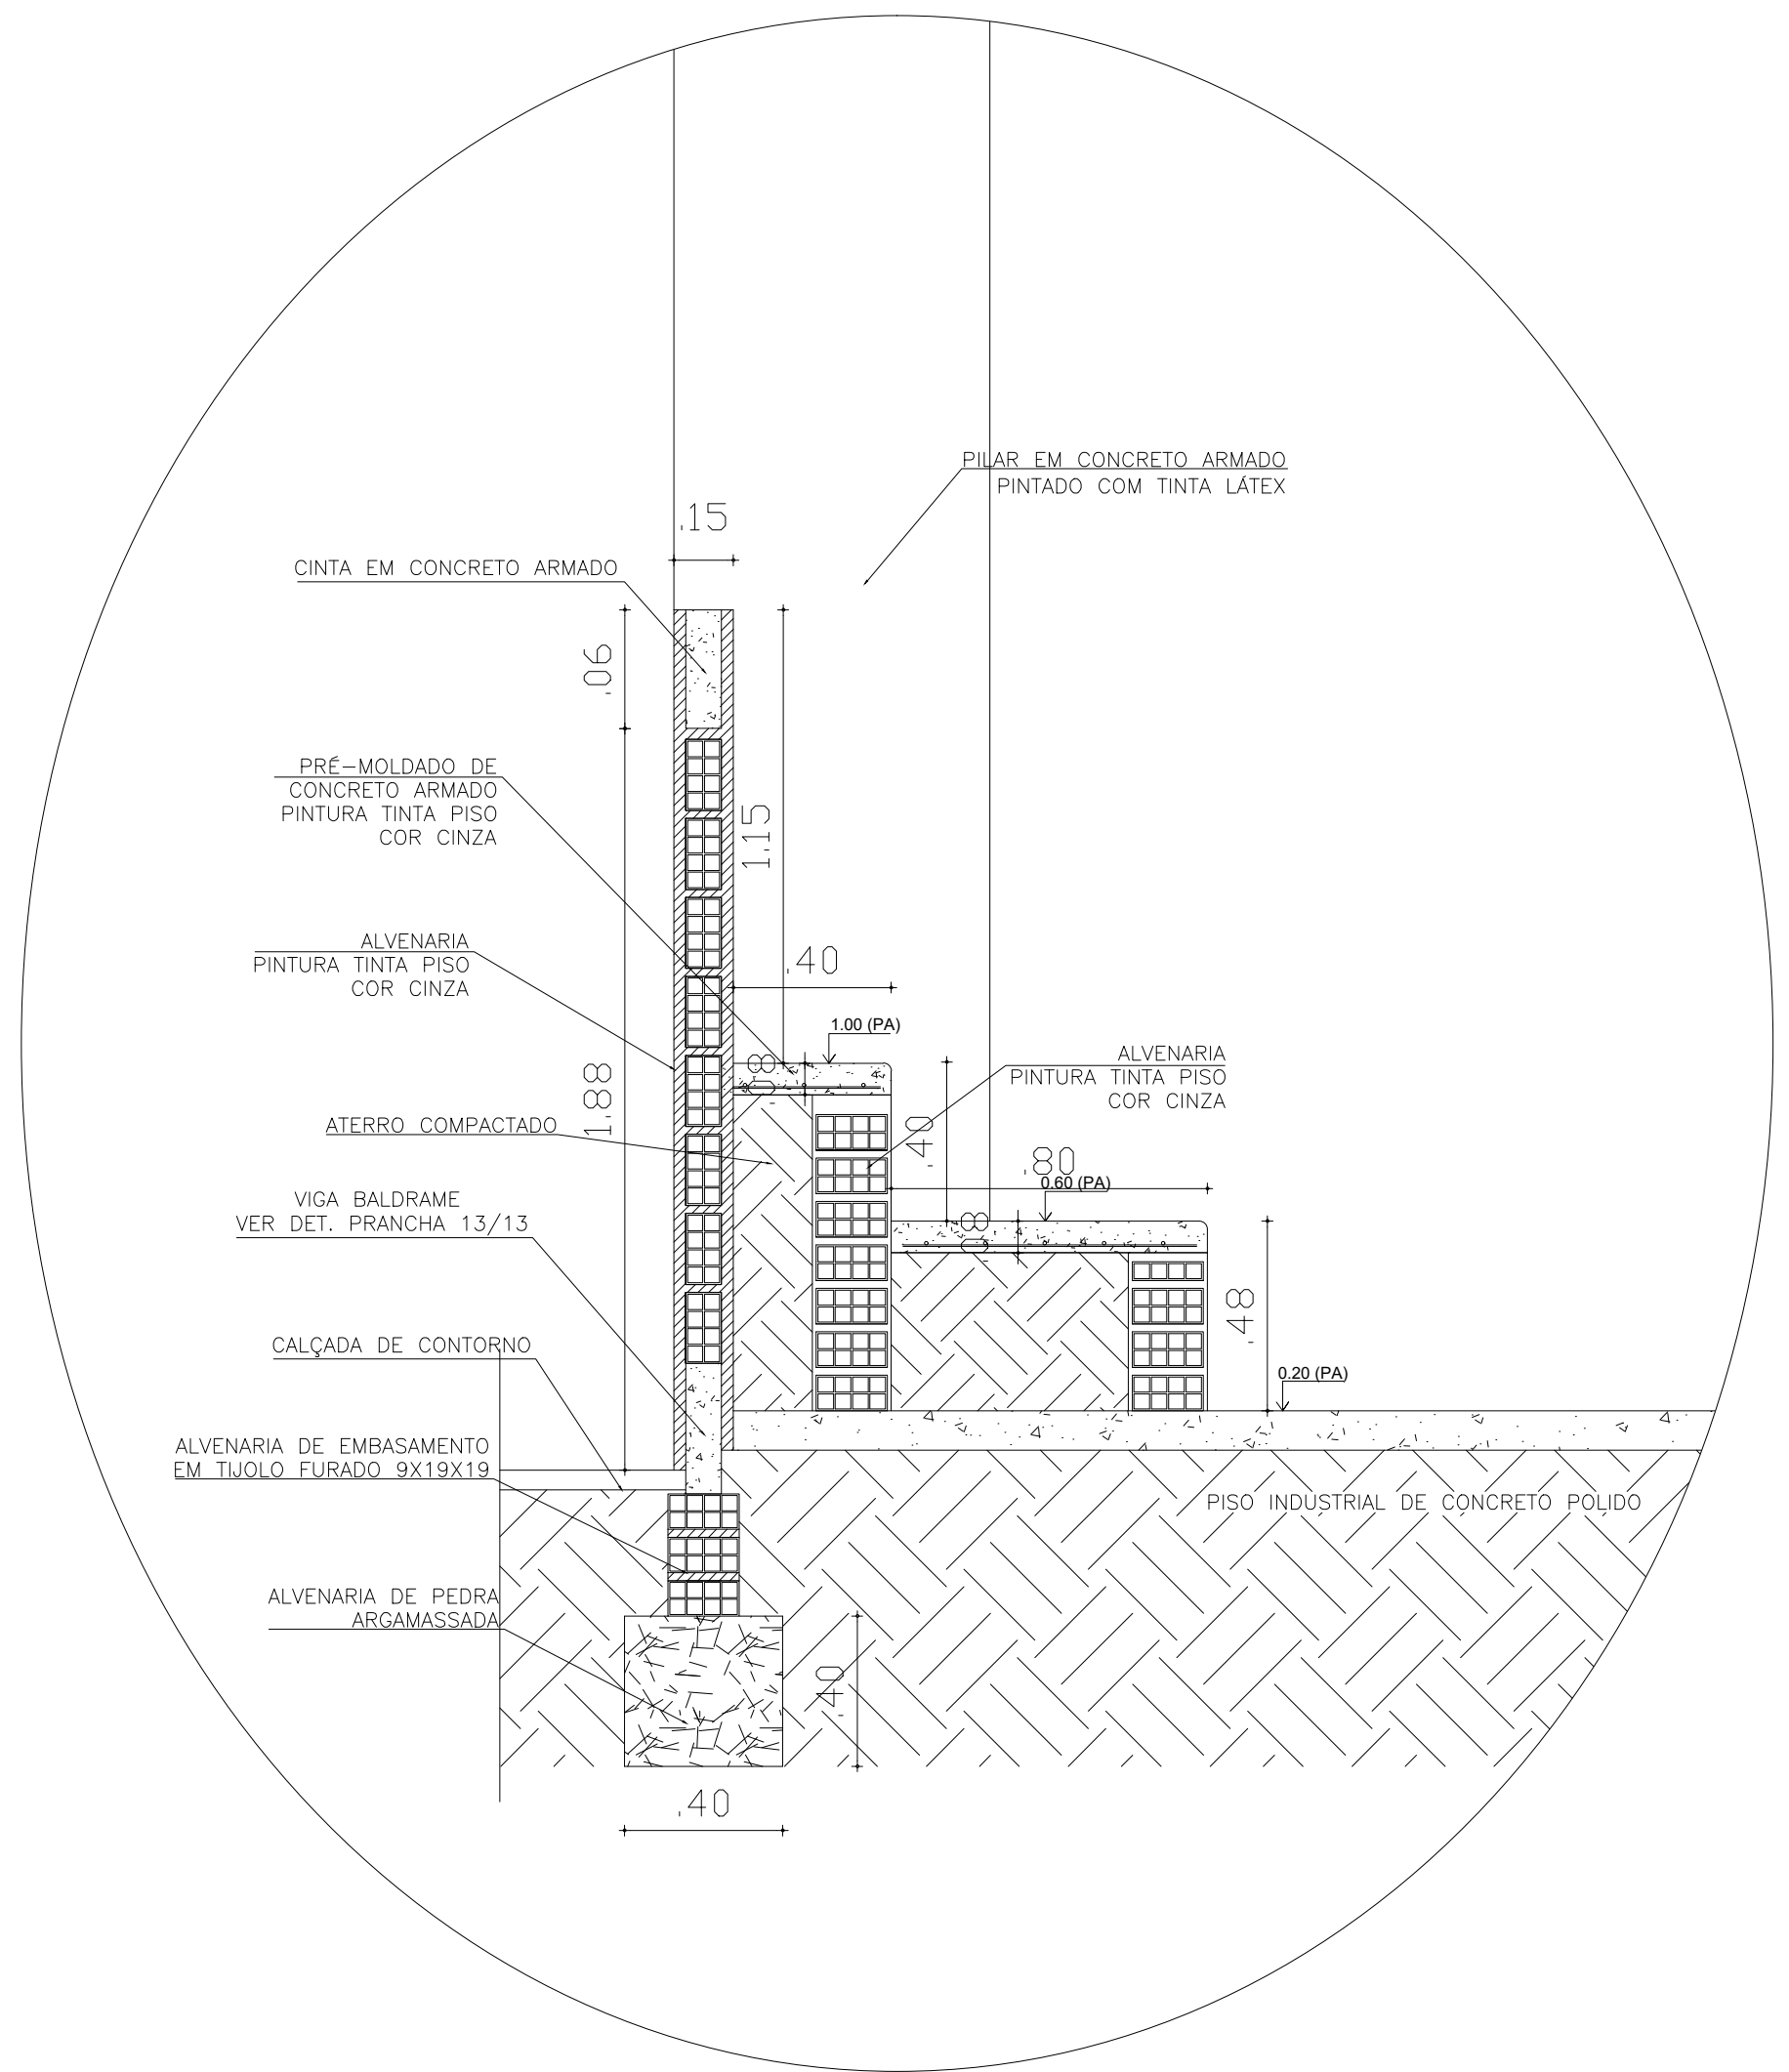 PILAR EM CONCRETO ARMADO
PINTADO COM TINTA LÁTEX
.15
CINTA EM CONCRETO ARMADO
.06
PRÉ-MOLDADO DE
CONCRETO ARMADO
PINTURA TINTA PISO
COR CINZA
1.15
ALVENARIA
PINTURA TINTA PISO
COR CINZA
.40
1.00 (PA)
.08
ALVENARIA
PINTURA TINTA PISO
COR CINZA
1.88
ATERRO COMPACTADO
.40
.80
0.60 (PA)
VIGA BALDRAME
VER DET. PRANCHA 13/13
.08
.48
CALÇADA DE CONTORNO
0.20 (PA)
ALVENARIA DE EMBASAMENTO
EM TIJOLO FURADO 9X19X19
PISO INDUSTRIAL DE CONCRETO POLIDO
ALVENARIA DE PEDRA
ARGAMASSADA
.40
.40